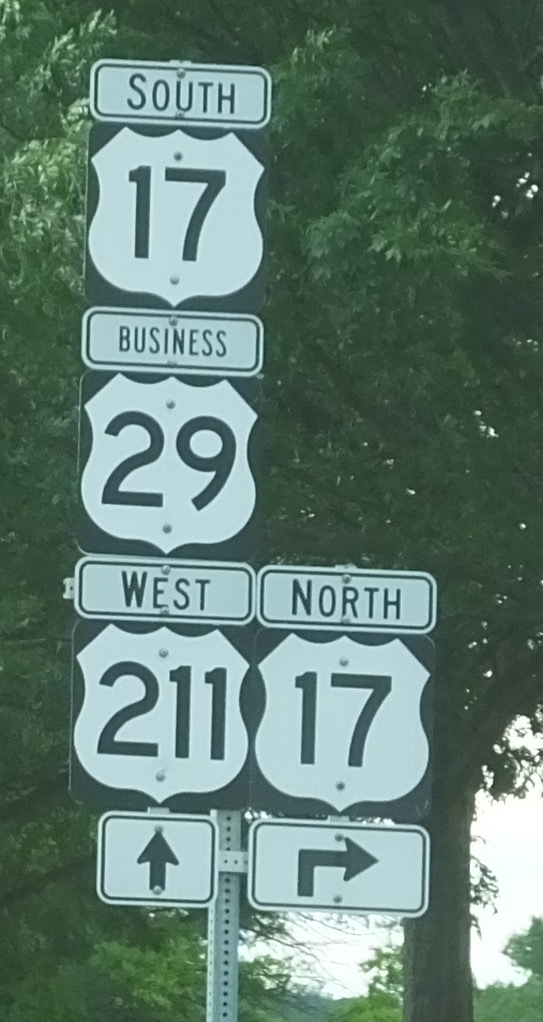 SOUTH
17
BUSINESS
29
WEST
211
NORTH
17